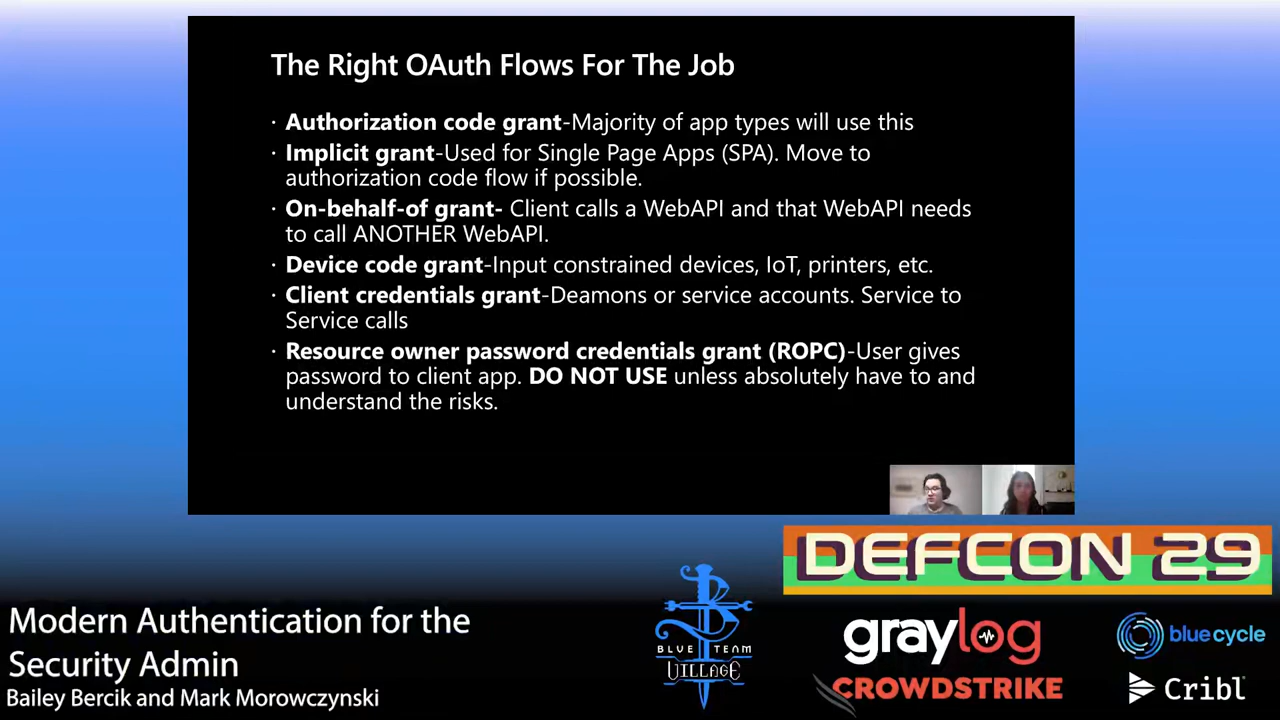 The Right OAuth Flows For The Job
· Authorization code grant-Majority of app types will use this
· Implicit grant-Used for Single Page Apps (SPA). Move to
authorization code flow if possible.
· On-behalf-of grant- Client calls a WebAPI and that WebAPI needs
to call ANOTHER WebAPI.
· Device code grant-Input constrained devices, IoT, printers, etc.
· Client credentials grant-Deamons or service accounts. Service to
Service calls
· Resource owner password credentials grant (ROPC)-User gives
password to client app. DO NOT USE unless absolutely have to and
understand the risks.
DEFCON 29
Modern Authentication for the
Security Admin
Bailey Bercik and Mark Morowczynski
BLUE TEAM
VILLAGE
graylog
CROWDSTRIKE
blue cycle
Cribl